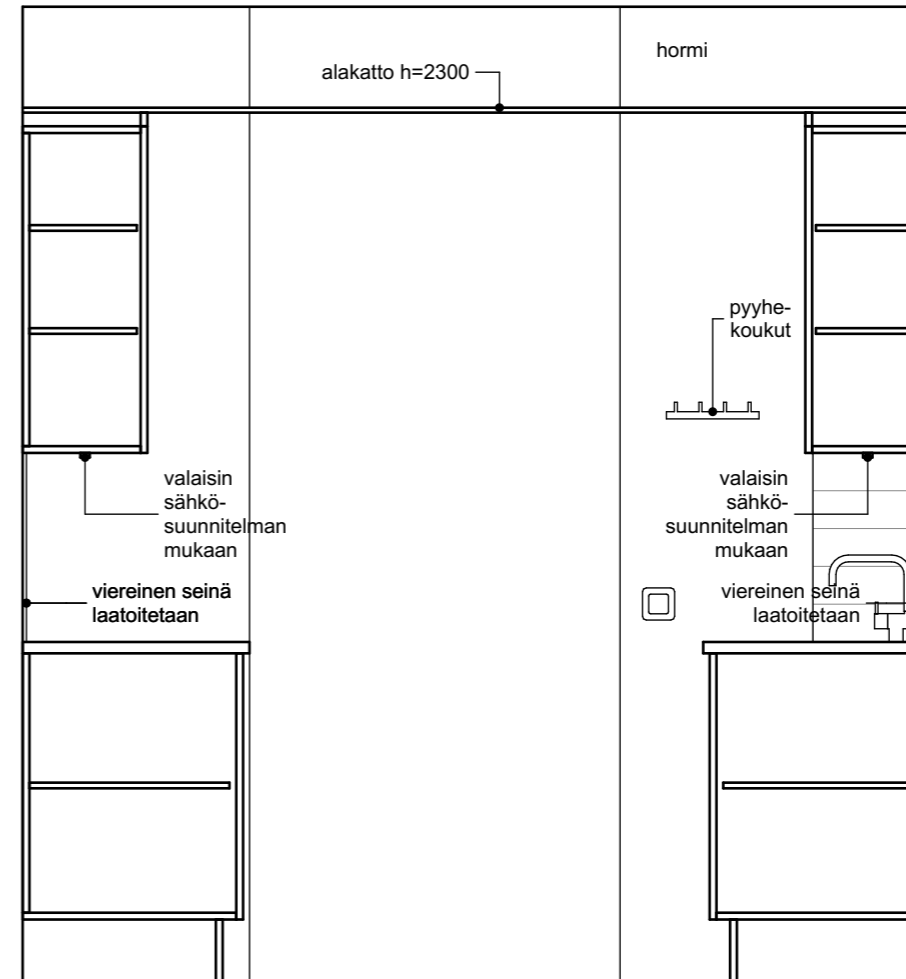 hormi
alakatto h=2300
pyyhe-
koukut
valaisin
sähkö-
suunnitelman
mukaan
valaisin
sähkö-
suunnitelman
mukaan
viereinen seinä
laatoitetaan
viereinen seinä
laatoitetaan